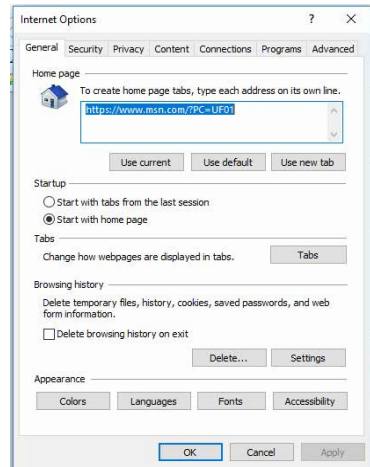 Internet Options ? X
General Security Privacy Content Connections Programs Advanced
Home page
To create home page tabs, type each address on its own line.
https://www.msn.com/?PC=UF01
Use current Use default Use new tab
Startup
Start with tabs from the last session
Start with home page
Tabs
Change how webpages are displayed in tabs. Tabs
Browsing history
Delete temporary files, history, cookies, saved passwords, and web
form information.
Delete browsing history on exit
Delete... Settings
Appearance
Colors Languages Fonts Accessibility
OK Cancel Apply